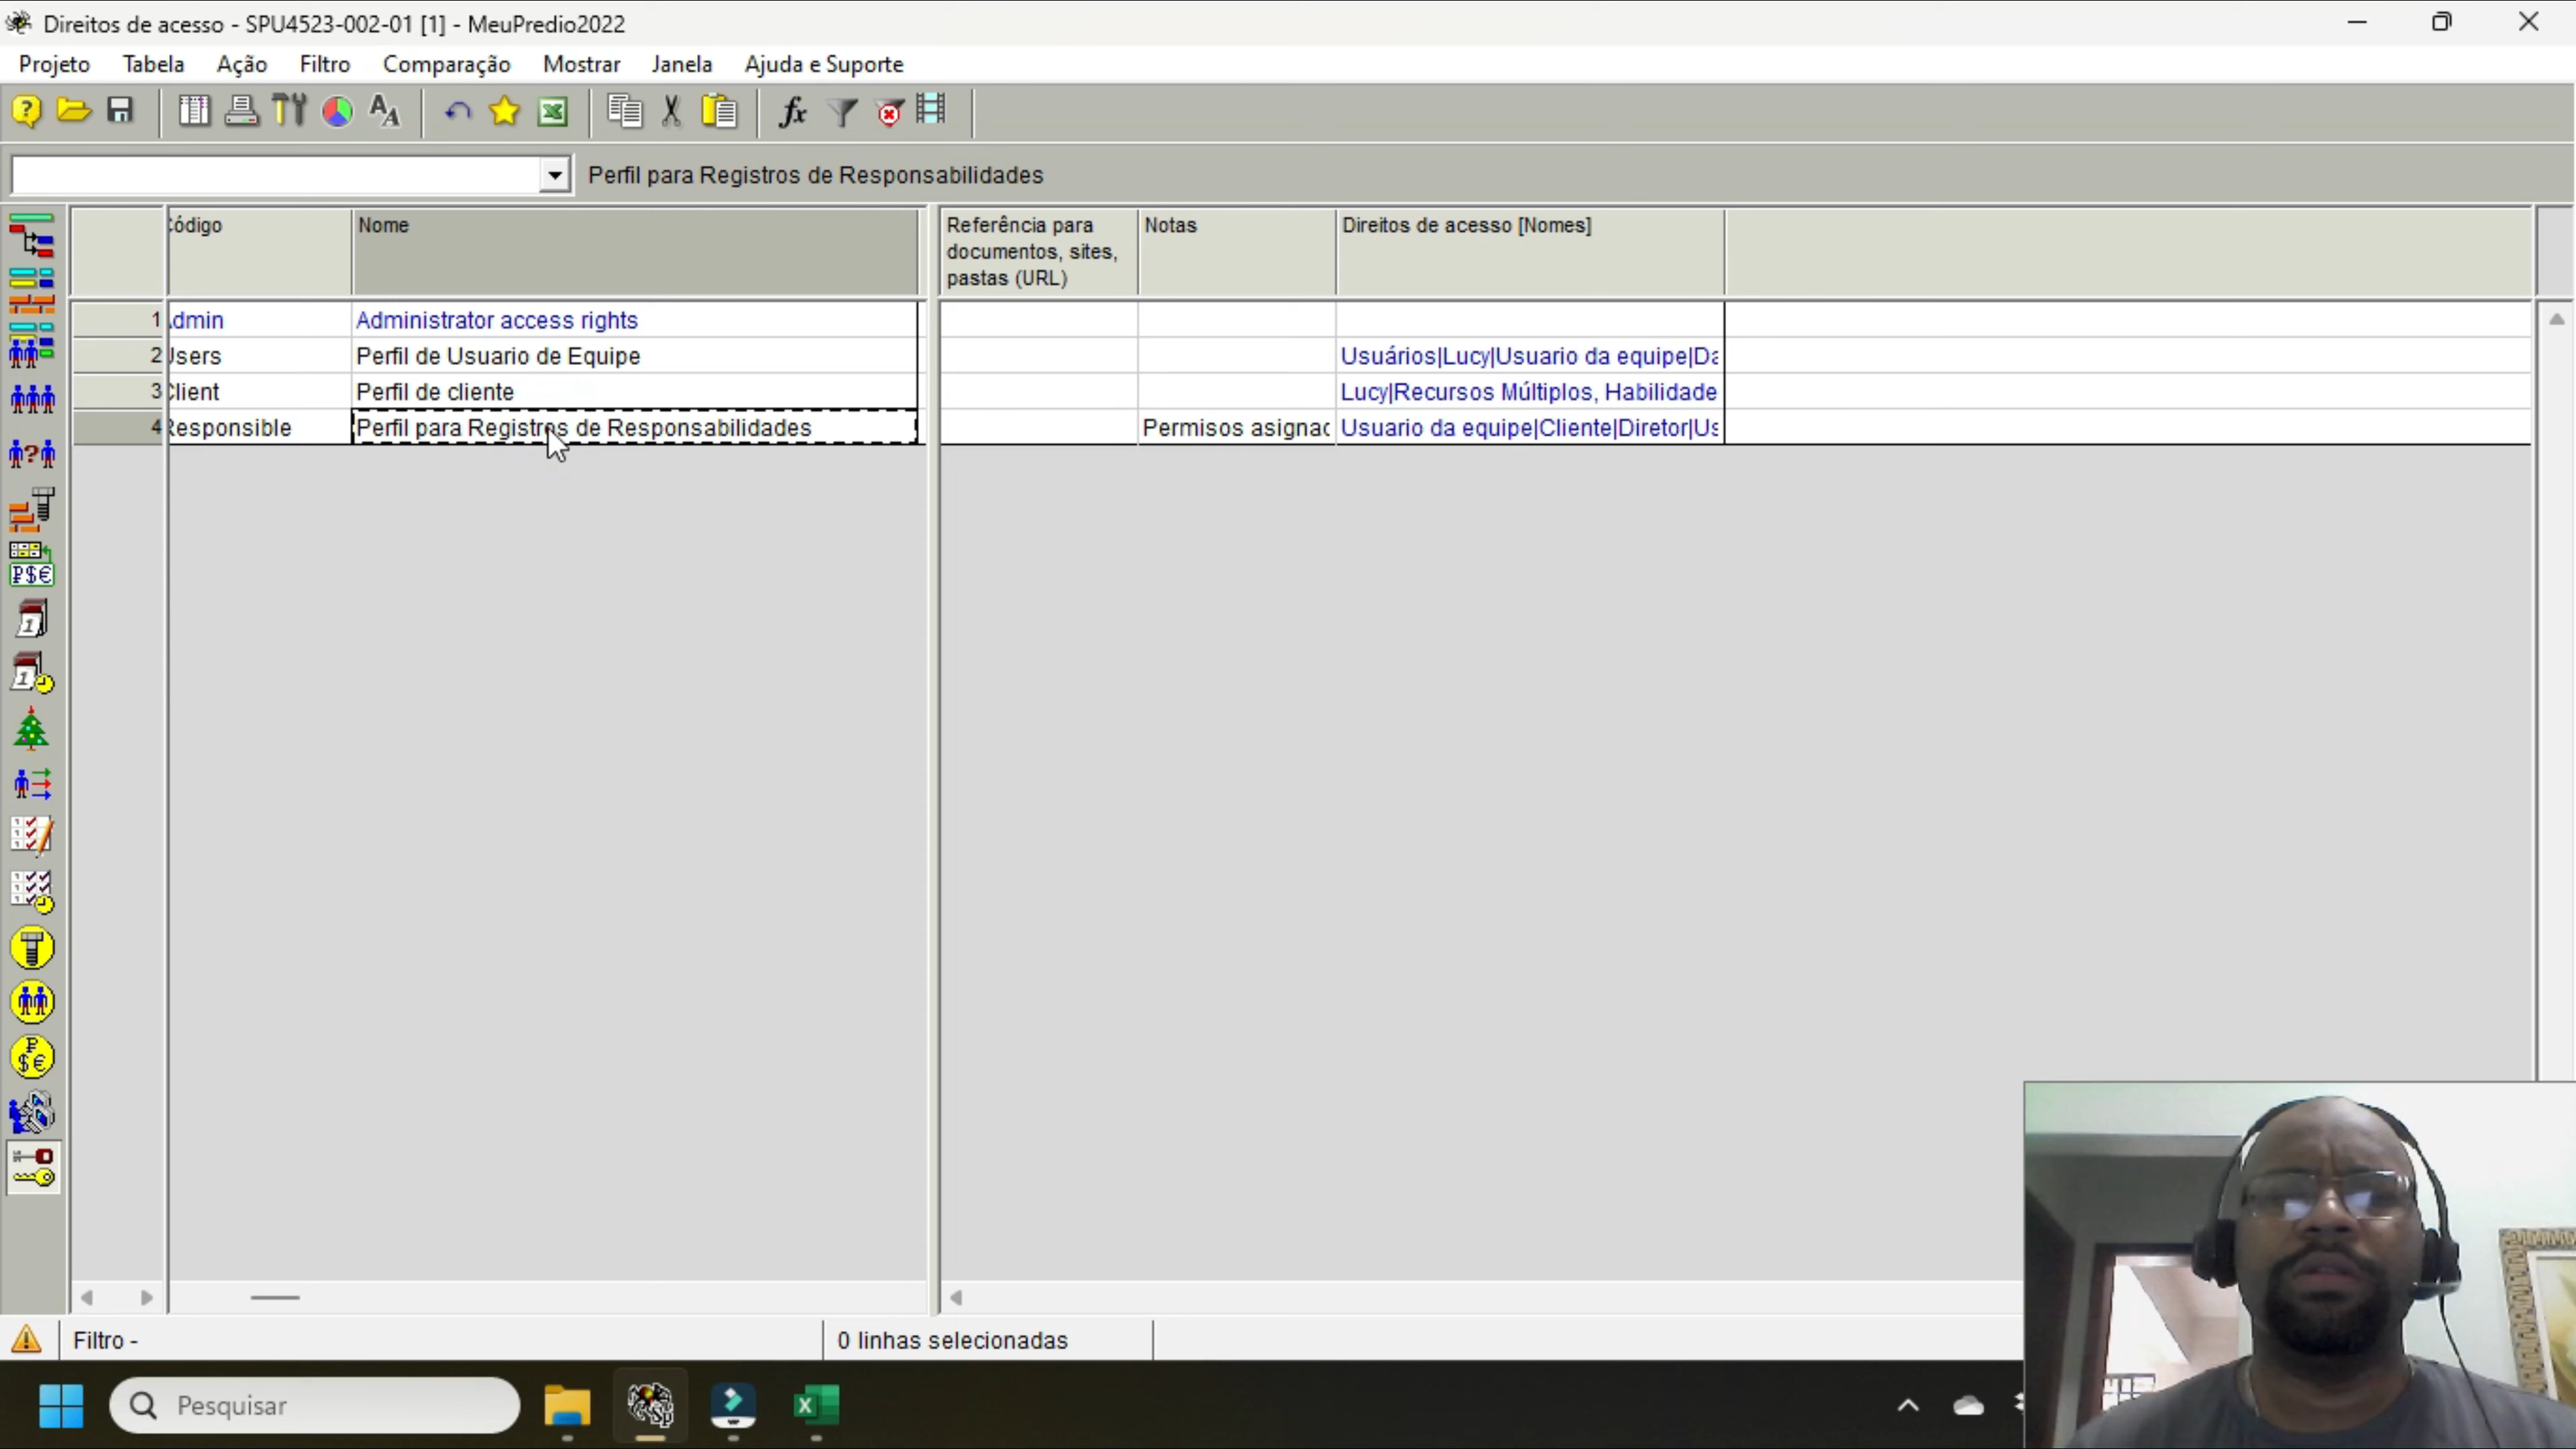 Direitos de acesso - SPU4523-002-01 [1] - MeuPredio2022
Projeto Tabela Ação Filtro Comparação Mostrar Janela Ajuda e Suporte
Perfil para Registros de Responsabilidades
ódigo Nome Referência para documentos, sites, pastas (URL) Notas Direitos de acesso [Nomes]
1 dmin Administrator access rights
2 Users Perfil de Usuario de Equipe Usuários|Lucy|Usuario da equipe|Da
3 Client Perfil de cliente Lucy|Recursos Múltiplos, Habilidade
4 Responsible Perfil para Registros de Responsabilidades Permisos asignac Usuario da equipe|Cliente|Diretor|Us
Filtro - 0 linhas selecionadas
Pesquisar